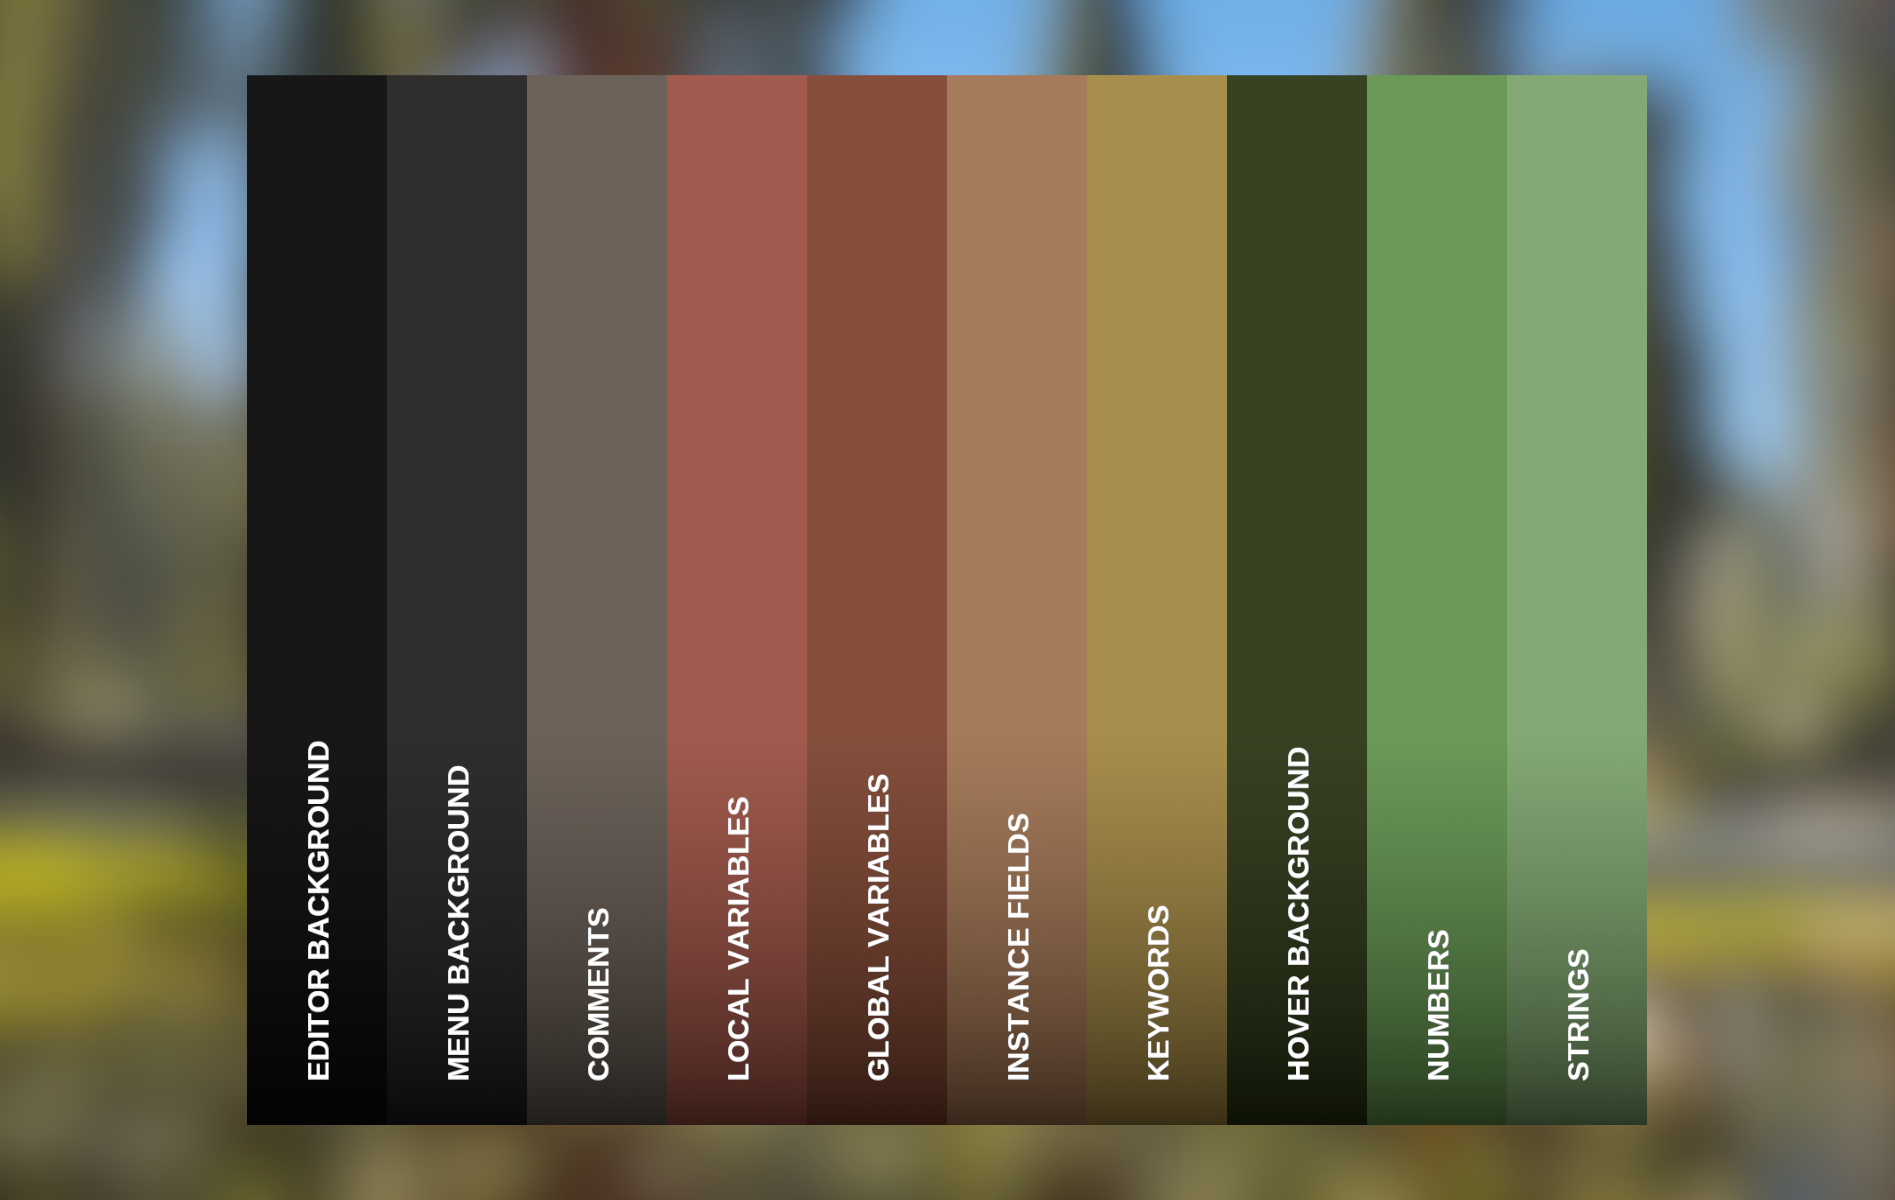 EDITOR BACKGROUND
MENU BACKGROUND
COMMENTS
LOCAL VARIABLES
GLOBAL VARIABLES
INSTANCE FIELDS
KEYWORDS
HOVER BACKGROUND
NUMBERS
STRINGS